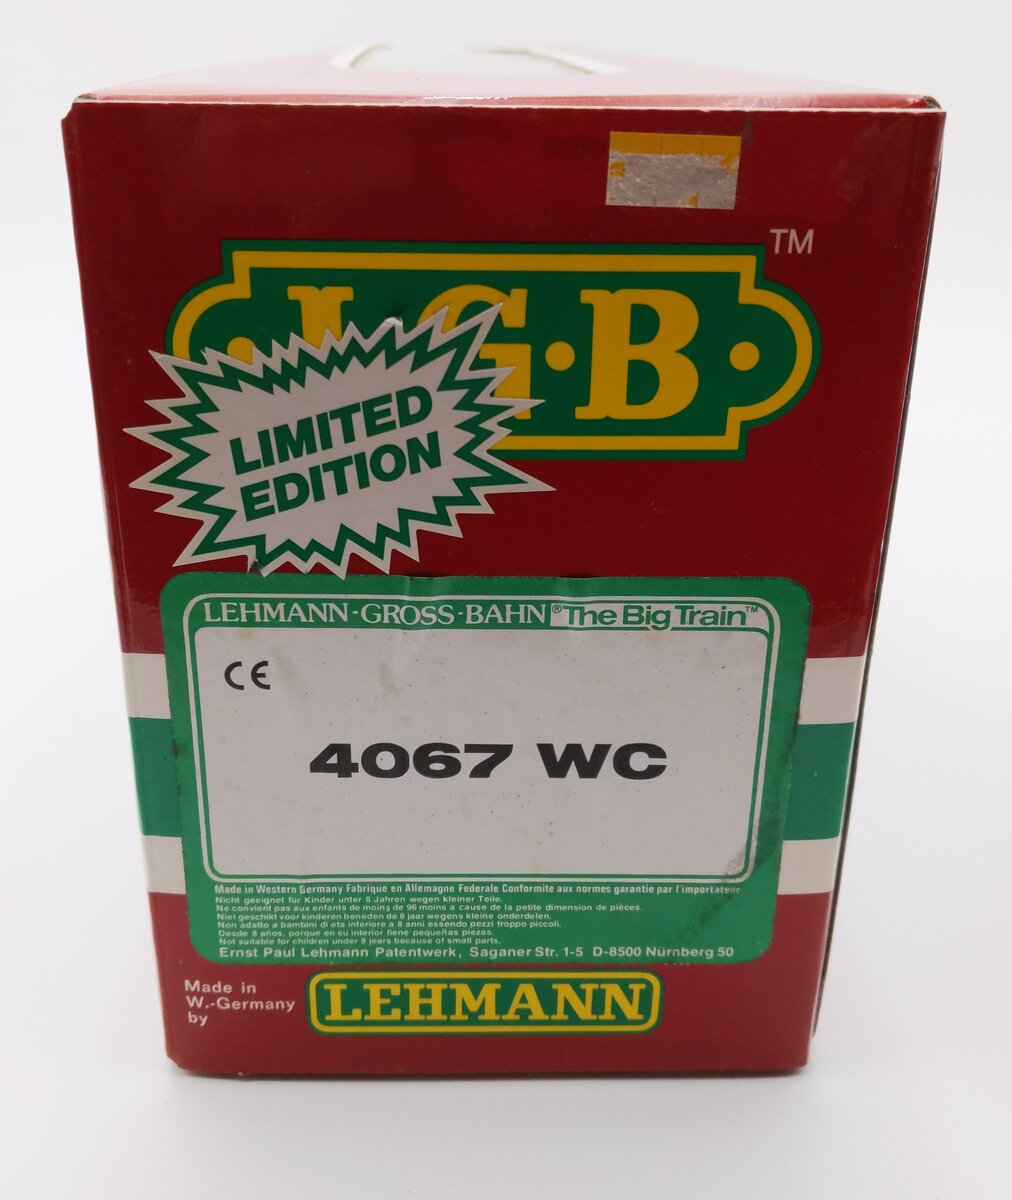 TM
L·G·B·
LIMITED
EDITION
LEHMANN-GROSS-BAHN® The Big Train™
CE
4067 WC
Made in Western Germany Fabrique en Allemagne Federale Conformite aux normes garantie par l'importateur
Nicht geeignet für Kinder unter 8 Jahren wegen kleiner Teile.
Ne convient pas aux enfants de moins de 96 moins a cause de la petite dimension de pièces.
Niet geschikt voor kinderen beneden de 8 jaar wegens kleine onderdelen.
Non adatto a bambini di eta inferiore a 8 anni essendo pezzi troppo piccoli.
Desde 8 años, porque en su interior fiene pequeñas piezas.
Not suitable for children under 8 jears because of small parts.
Ernst Paul Lehmann Patentwerk, Saganer Str. 1-5 D-8500 Nürnberg 50
Made in
W.-Germany
by
LEHMANN